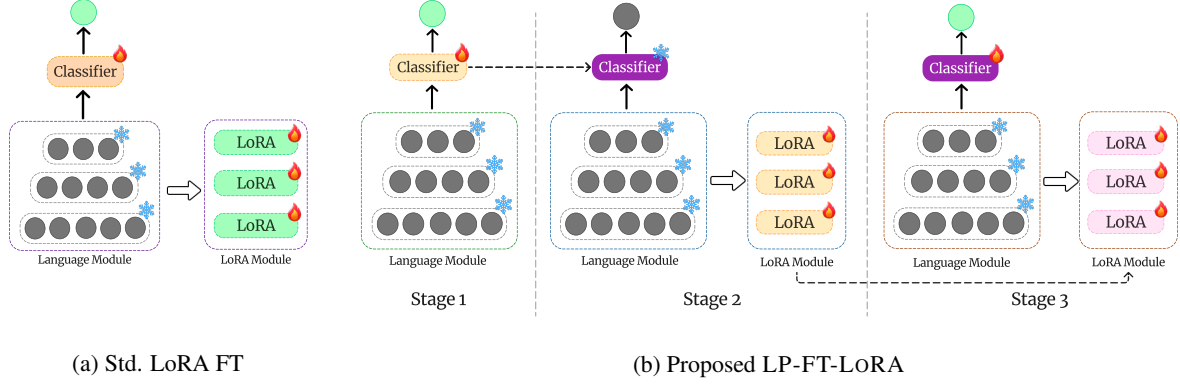 Classifier
LoRA
LoRA
LoRA
Language Module
LoRA Module
(a) Std. LoRA FT
Classifier
Language Module
Stage 1
Classifier
LoRA
LoRA
LoRA
Language Module
LoRA Module
Stage 2
Classifier
LoRA
LoRA
LoRA
Language Module
LoRA Module
Stage 3
(b) Proposed LP-FT-LORA